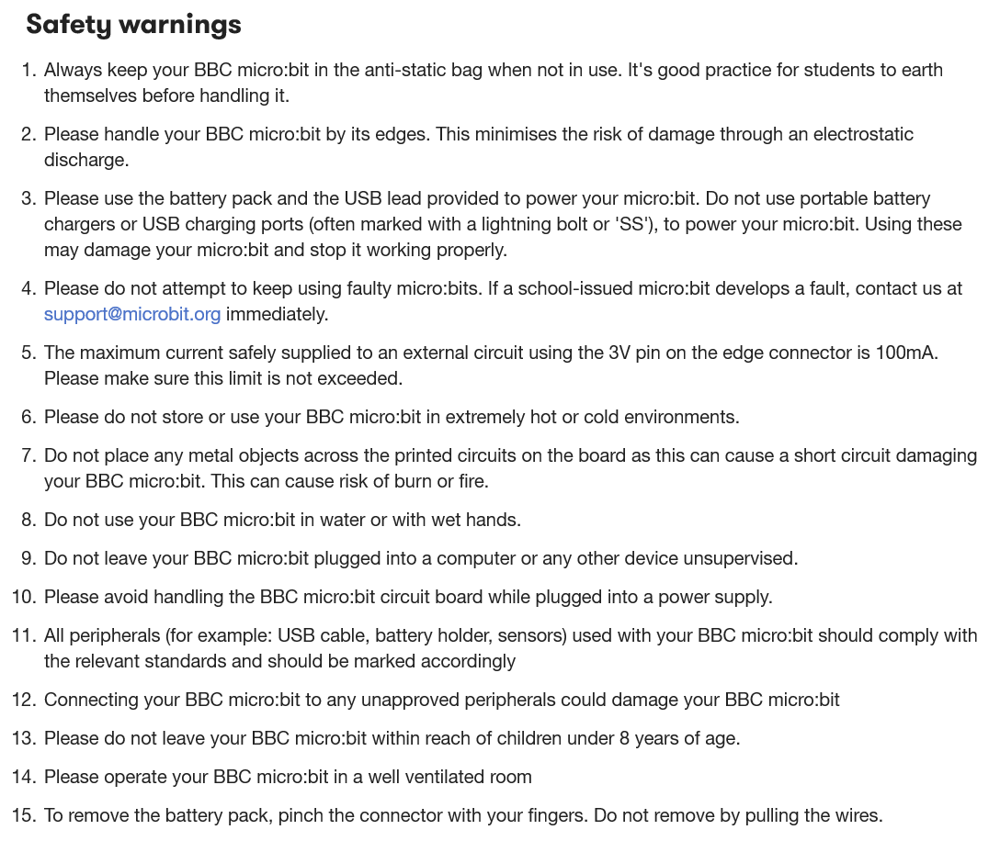 Safety warnings
1. Always keep your BBC micro:bit in the anti-static bag when not in use. It's good practice for students to earth
themselves before handling it.
2. Please handle your BBC micro:bit by its edges. This minimises the risk of damage through an electrostatic
discharge.
3. Please use the battery pack and the USB lead provided to power your micro:bit. Do not use portable battery
chargers or USB charging ports (often marked with a lightning bolt or 'SS'), to power your micro:bit. Using these
may damage your micro:bit and stop it working properly.
4. Please do not attempt to keep using faulty micro:bits. If a school-issued micro:bit develops a fault, contact us at
support@microbit.org immediately.
5. The maximum current safely supplied to an external circuit using the 3V pin on the edge connector is 100mA.
Please make sure this limit is not exceeded.
6. Please do not store or use your BBC micro:bit in extremely hot or cold environments.
7. Do not place any metal objects across the printed circuits on the board as this can cause a short circuit damaging
your BBC micro:bit. This can cause risk of burn or fire.
8. Do not use your BBC micro:bit in water or with wet hands.
9. Do not leave your BBC micro:bit plugged into a computer or any other device unsupervised.
10. Please avoid handling the BBC micro:bit circuit board while plugged into a power supply.
11. All peripherals (for example: USB cable, battery holder, sensors) used with your BBC micro:bit should comply with
the relevant standards and should be marked accordingly
12. Connecting your BBC micro:bit to any unapproved peripherals could damage your BBC micro:bit
13. Please do not leave your BBC micro:bit within reach of children under 8 years of age.
14. Please operate your BBC micro:bit in a well ventilated room
15. To remove the battery pack, pinch the connector with your fingers. Do not remove by pulling the wires.